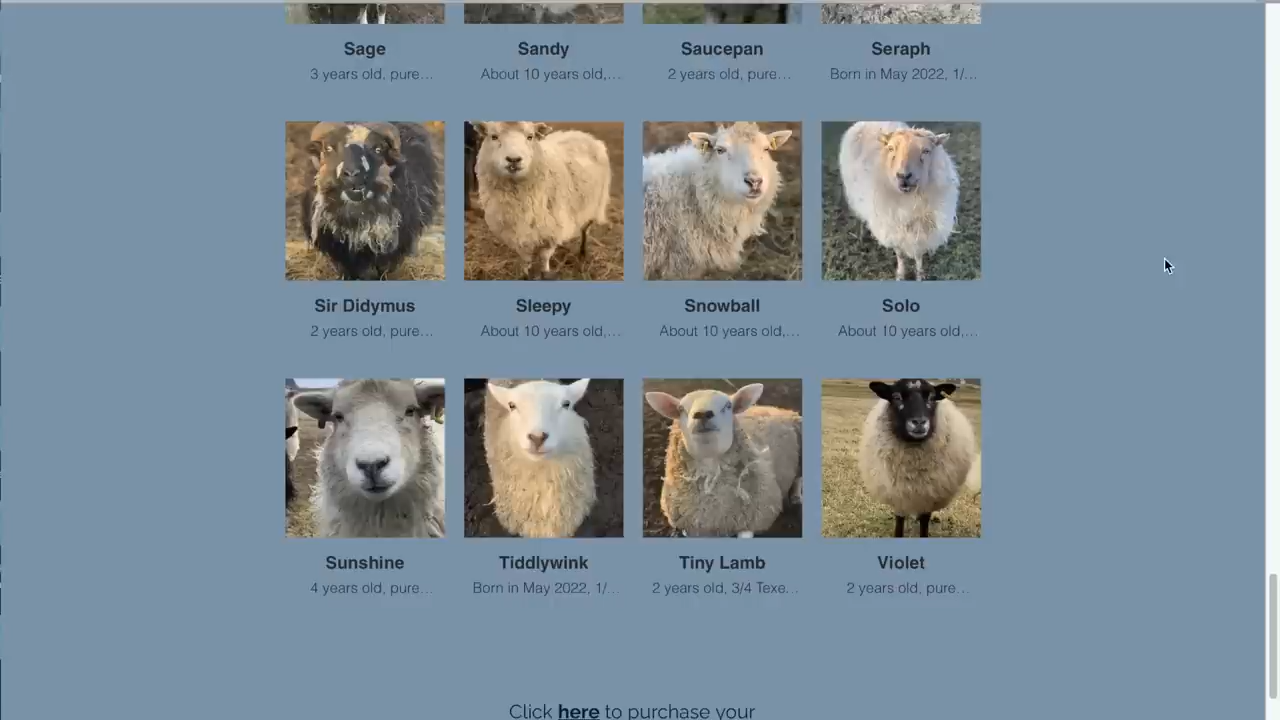 Sage Sandy Saucepan Seraph
3 years old, pure... About 10 years old,... 2 years old, pure... Born in May 2022, 1/...
Sir Didymus Sleepy Snowball Solo
2 years old, pure... About 10 years old,... About 10 years old,... About 10 years old,...
Sunshine Tiddlywink Tiny Lamb Violet
4 years old, pure... Born in May 2022, 1/... 2 years old, 3/4 Texe... 2 years old, pure...
Click here to purchase your